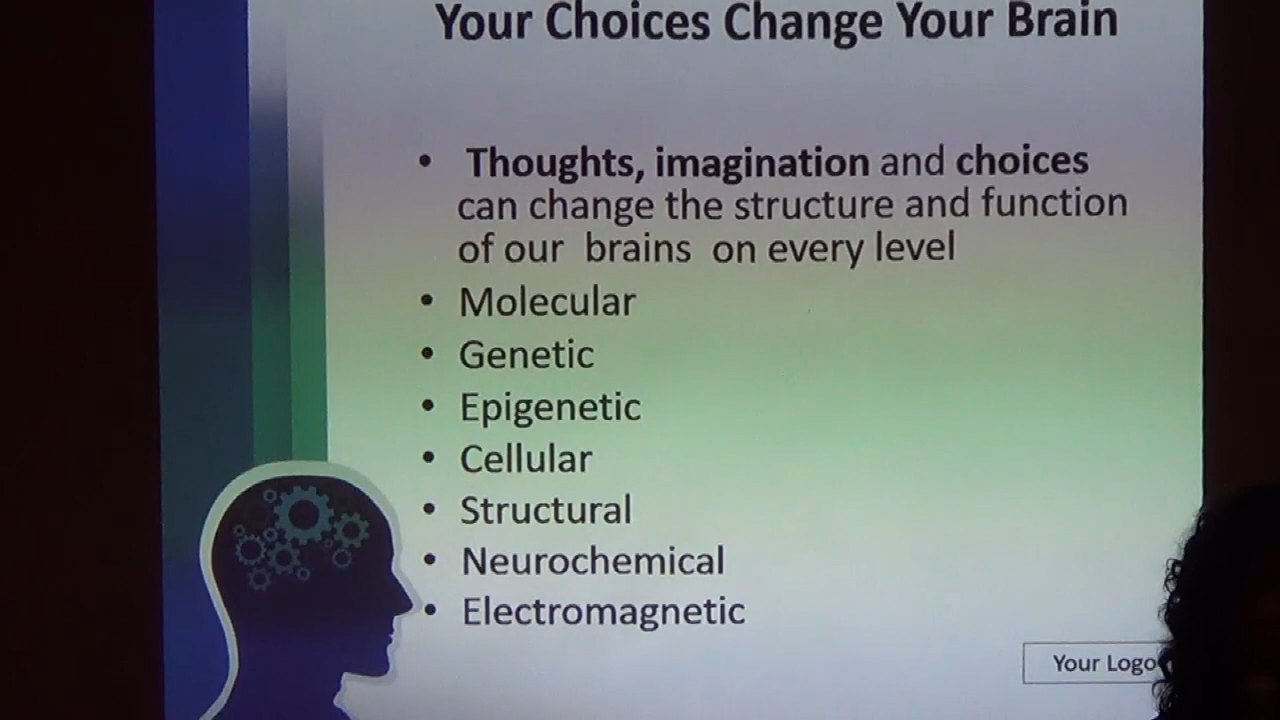 Your Choices Change Your Brain
• Thoughts, imagination and choices
can change the structure and function
of our brains on every level
• Molecular
• Genetic
• Epigenetic
• Cellular
• Structural
• Neurochemical
• Electromagnetic
Your Logo